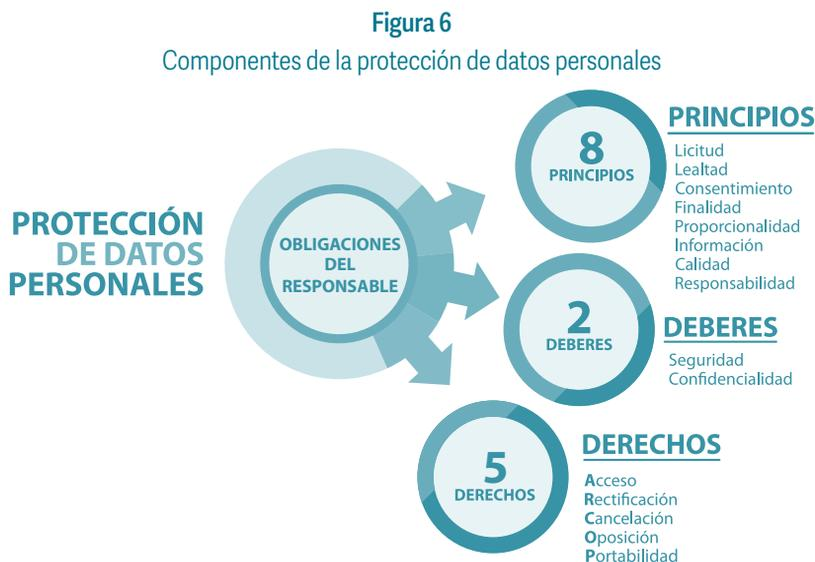 Figura 6
Componentes de la protección de datos personales
PROTECCIÓN
DE DATOS
PERSONALES
OBLIGACIONES
DEL
RESPONSABLE
8
PRINCIPIOS
PRINCIPIOS
Licitud
Lealtad
Consentimiento
Finalidad
Proporcionalidad
Información
Calidad
Responsabilidad
2
DEBERES
DEBERES
Seguridad
Confidencialidad
5
DERECHOS
DERECHOS
Acceso
Rectificación
Cancelación
Oposición
Portabilidad